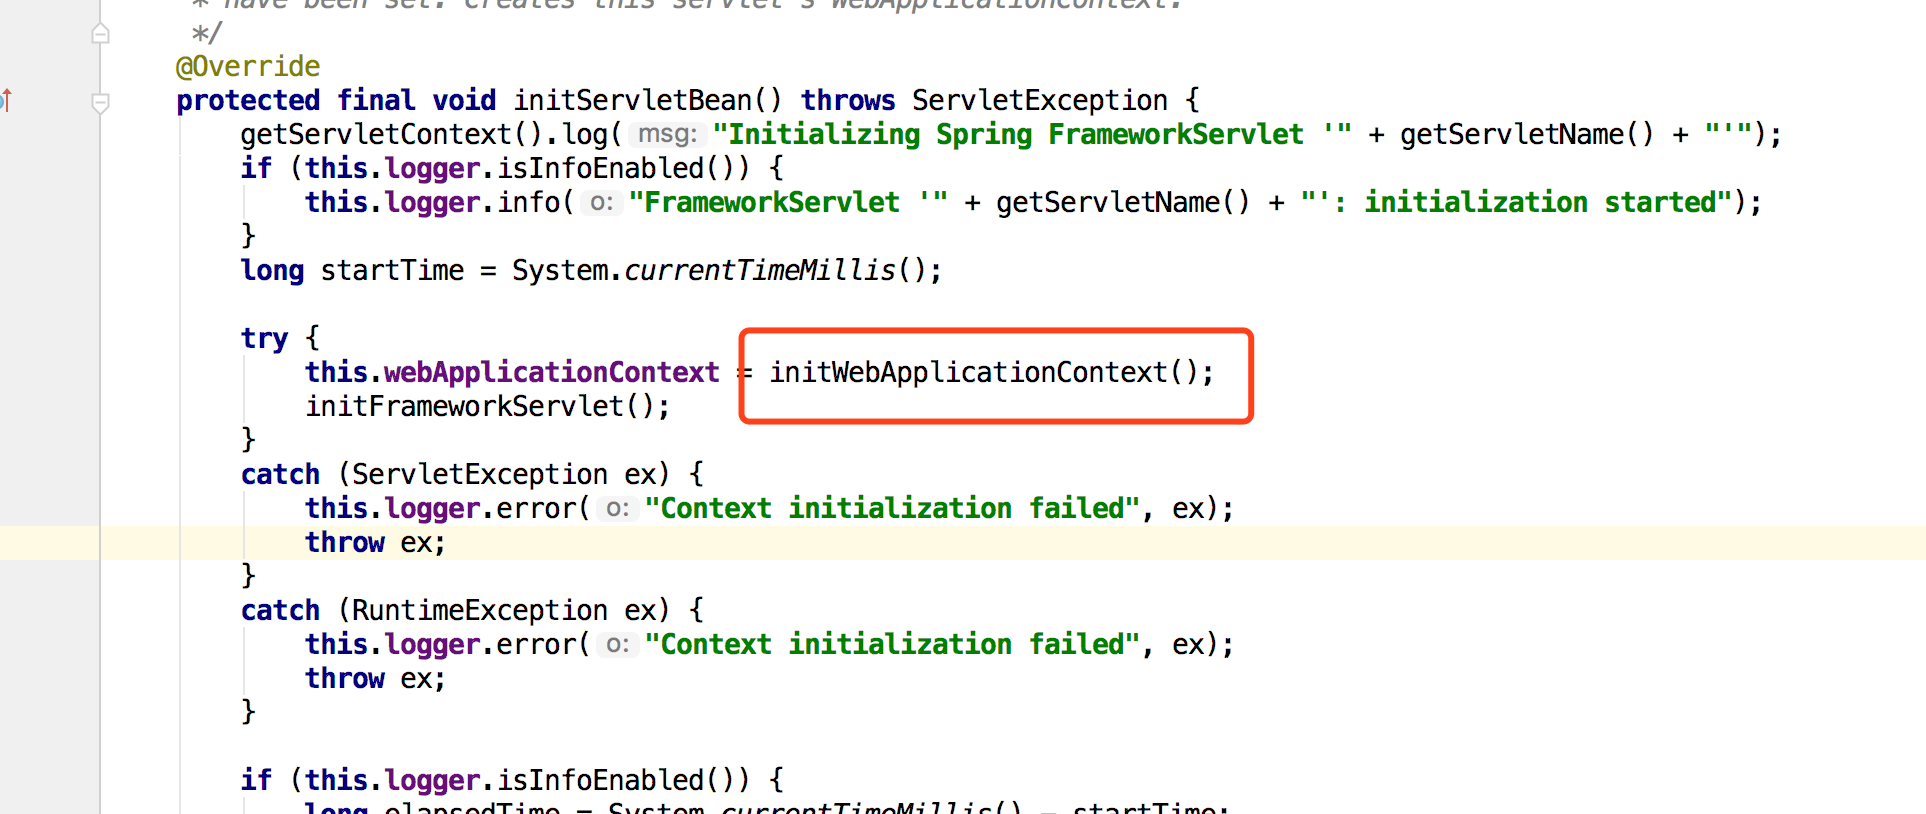 * have been set. Creates this servlet's WebApplicationContext.
*/
@Override
protected final void initServletBean() throws ServletException {
getServletContext().log( msg: "Initializing Spring FrameworkServlet '" + getServletName() + "'");
if (this.logger.isInfoEnabled()) {
this.logger.info( o: "FrameworkServlet '" + getServletName() + "': initialization started");
}
long startTime = System.currentTimeMillis();
try {
this.webApplicationContext = initWebApplicationContext();
initFrameworkServlet();
}
catch (ServletException ex) {
this.logger.error( o: "Context initialization failed", ex);
throw ex;
}
catch (RuntimeException ex) {
this.logger.error( o: "Context initialization failed", ex);
throw ex;
}
if (this.logger.isInfoEnabled()) {
long elapsedTime = System.currentTimeMillis() - startTime;